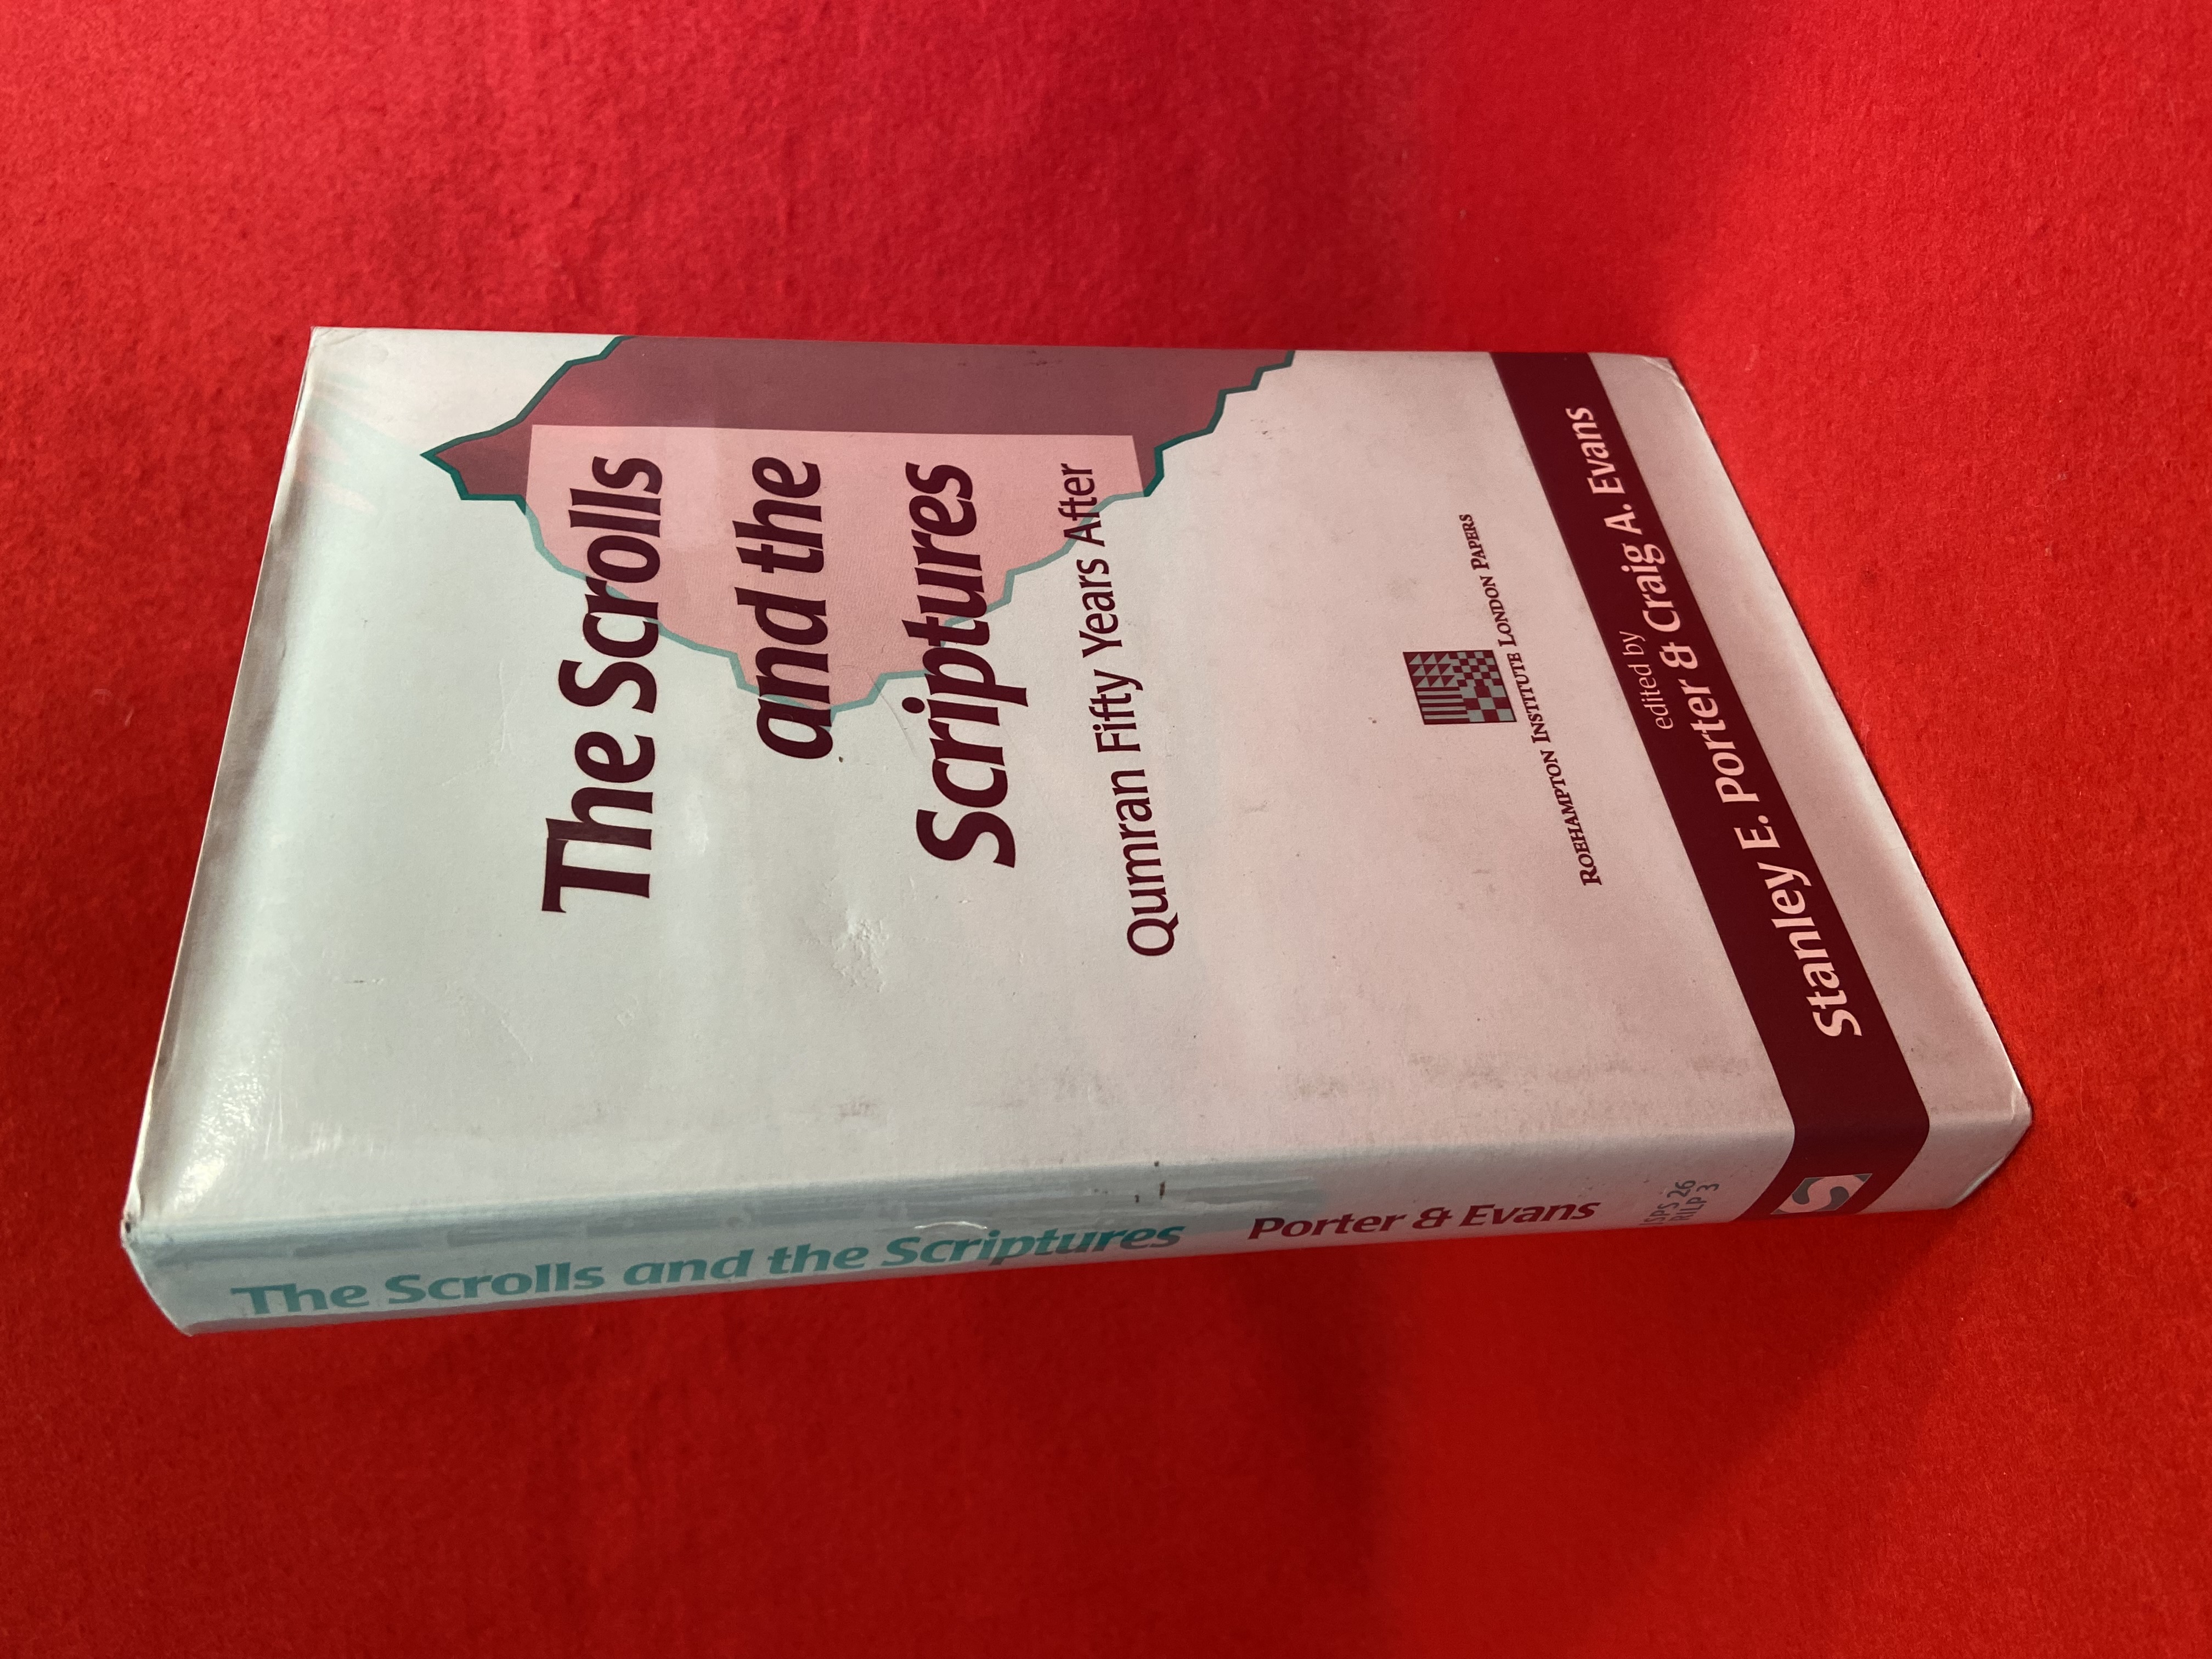 The Scrolls
and the
Scriptures
Qumran Fifty Years After
ROEHAMPTON INSTITUTE LONDON PAPERS
edited by
Stanley E. Porter & Craig A. Evans
The Scrolls and the Scriptures
Porter & Evans
JSPS 26
RILP 3